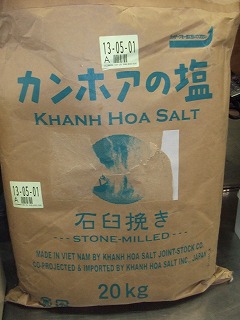 13-05-01
A
カンホアの塩
KHANH HOA SALT
13-05-01
A
石臼挽き
---STONE-MILLED---
MADE IN VIET NAM BY KHANH HOA SALT JOINT-STOCK CO.
CO-PROJECTED & IMPORTED BY KHANH HOA SALT INC., JAPAN
20kg